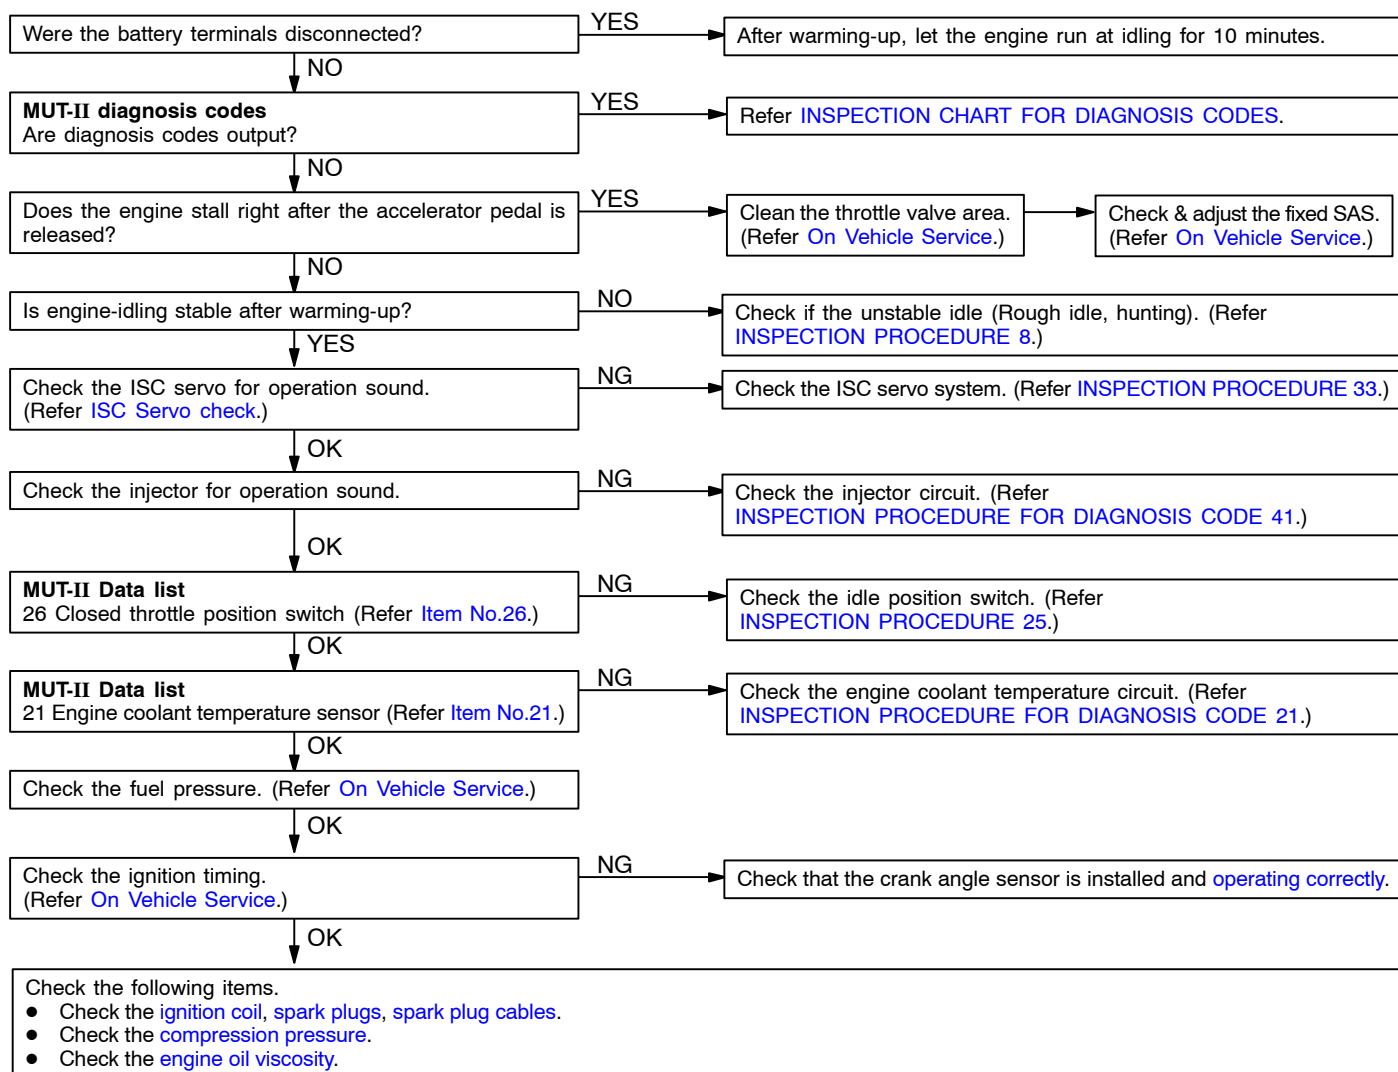 Were the battery terminals disconnected?
YES
After warming-up, let the engine run at idling for 10 minutes.
NO
MUT-II diagnosis codes
Are diagnosis codes output?
YES
Refer INSPECTION CHART FOR DIAGNOSIS CODES.
NO
Does the engine stall right after the accelerator pedal is
released?
YES
Clean the throttle valve area.
(Refer On Vehicle Service.)
Check & adjust the fixed SAS.
(Refer On Vehicle Service.)
NO
Is engine-idling stable after warming-up?
NO
Check if the unstable idle (Rough idle, hunting). (Refer
INSPECTION PROCEDURE 8.)
YES
Check the ISC servo for operation sound.
(Refer ISC Servo check.)
NG
Check the ISC servo system. (Refer INSPECTION PROCEDURE 33.)
OK
Check the injector for operation sound.
NG
Check the injector circuit. (Refer
INSPECTION PROCEDURE FOR DIAGNOSIS CODE 41.)
OK
MUT-II Data list
26 Closed throttle position switch (Refer Item No.26.)
NG
Check the idle position switch. (Refer
INSPECTION PROCEDURE 25.)
OK
MUT-II Data list
21 Engine coolant temperature sensor (Refer Item No.21.)
NG
Check the engine coolant temperature circuit. (Refer
INSPECTION PROCEDURE FOR DIAGNOSIS CODE 21.)
OK
Check the fuel pressure. (Refer On Vehicle Service.)
OK
Check the ignition timing.
(Refer On Vehicle Service.)
NG
Check that the crank angle sensor is installed and operating correctly.
OK
Check the following items.
● Check the ignition coil, spark plugs, spark plug cables.
● Check the compression pressure.
● Check the engine oil viscosity.